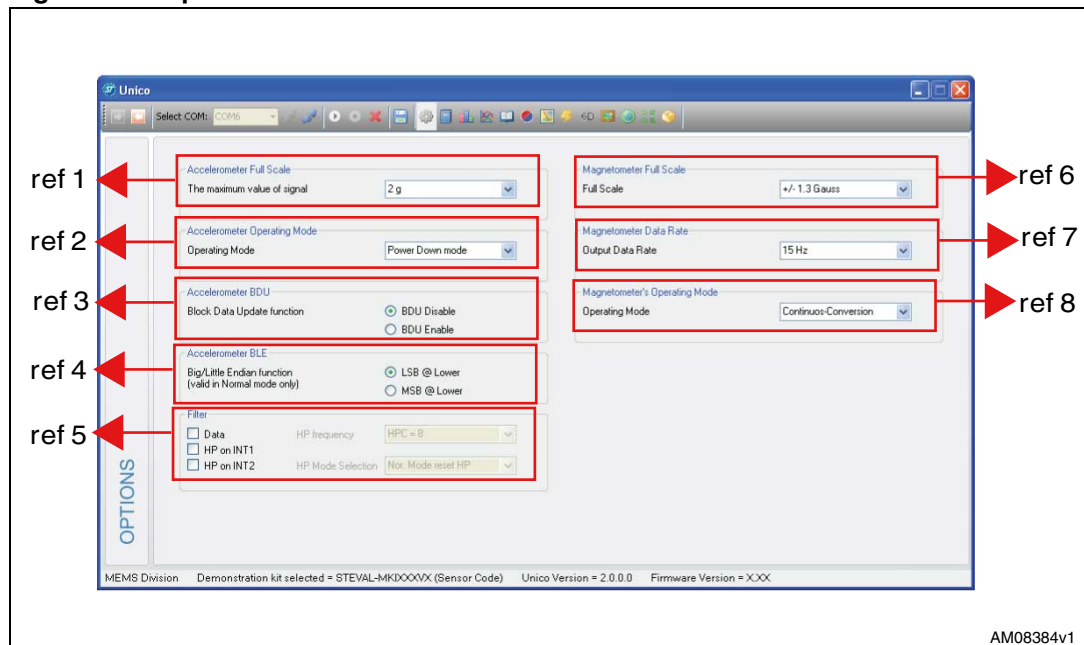 Unico
Select COM: COM6
6D
ref 1
Accelerometer Full Scale
The maximum value of signal
2 g
ref 2
Accelerometer Operating Mode
Operating Mode
Power Down mode
ref 3
Accelerometer BDU
Block Data Update function
BDU Disable
BDU Enable
ref 4
Accelerometer BLE
Big/Little Endian function
(valid in Normal mode only)
LSB @ Lower
MSB @ Lower
ref 5
Filter
Data
HP frequency
HPC = 8
HP on INT1
HP on INT2
HP Mode Selection
Nor. Mode reset HP
Magnetometer Full Scale
Full Scale
+/- 1.3 Gauss
ref 6
Magnetometer Data Rate
Output Data Rate
15 Hz
ref 7
Magnetometer's Operating Mode
Operating Mode
Continuos-Conversion
ref 8
OPTIONS
MEMS Division Demonstration kit selected = STEVAL-MKIXXXVX (Sensor Code) Unico Version = 2.0.0.0 Firmware Version = X.XX
AM08384v1